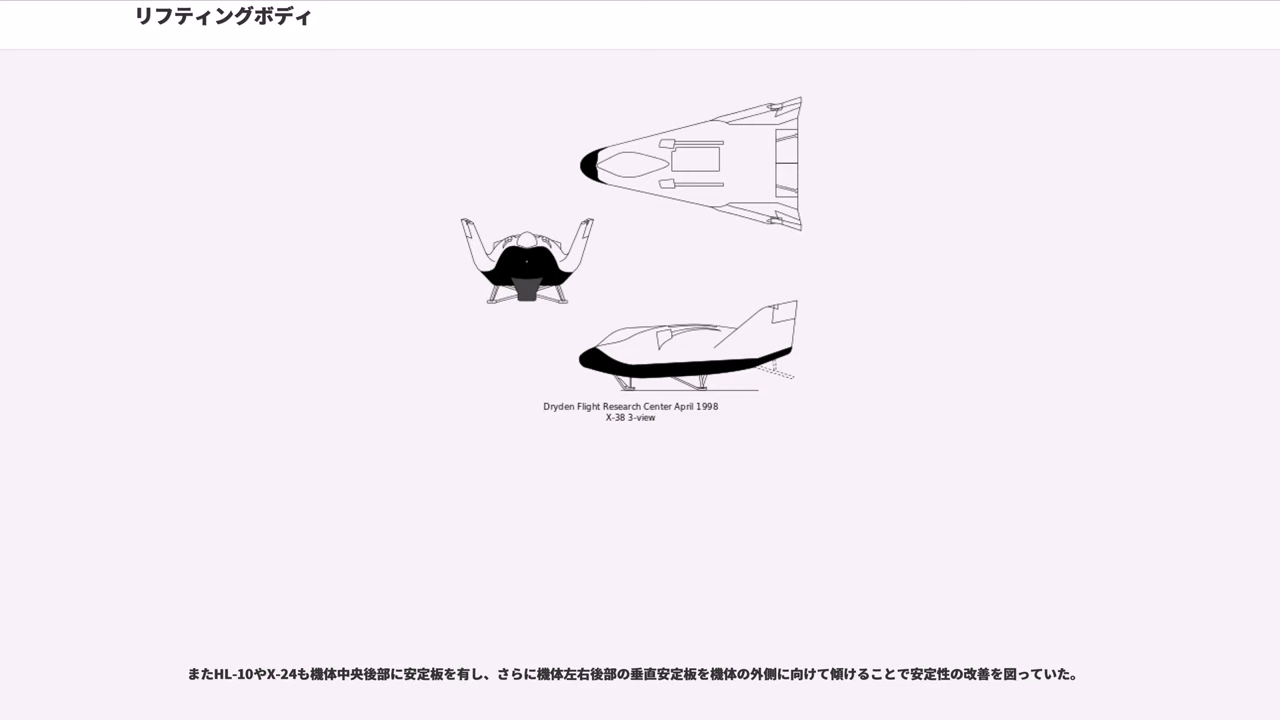 リフティングボディ
Dryden Flight Research Center April 1998
X-38 3-view
またHL-10やX-24も機体中央後部に安定板を有し、さらに機体左右後部の垂直安定板を機体の外側に向けて傾けることで安定性の改善を図っていた。